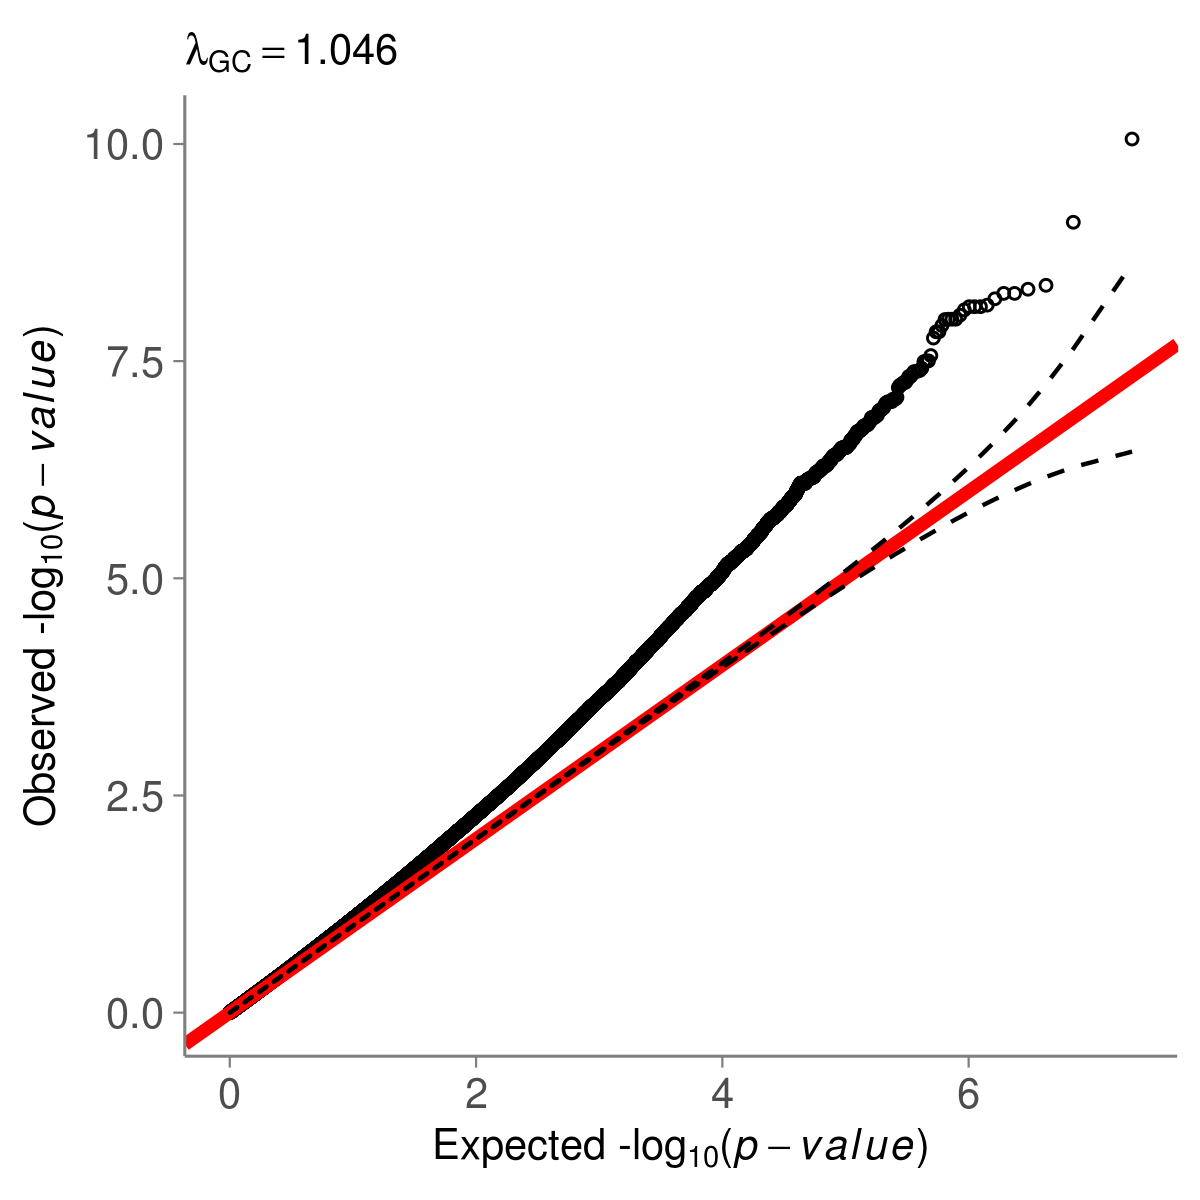 λGC = 1.046
10.0
7.5
5.0
2.5
0.0
Observed -log10(p − value)
0 2 4 6
Expected -log10(p − value)